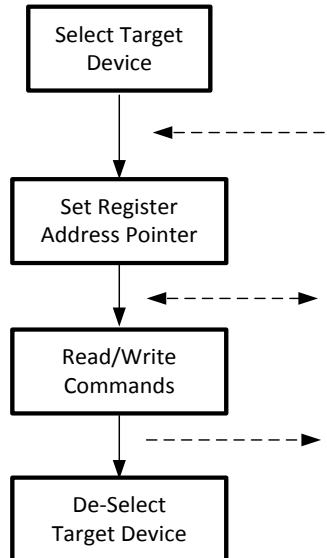 Select Target
Device
Set Register
Address Pointer
Read/Write
Commands
De-Select
Target Device